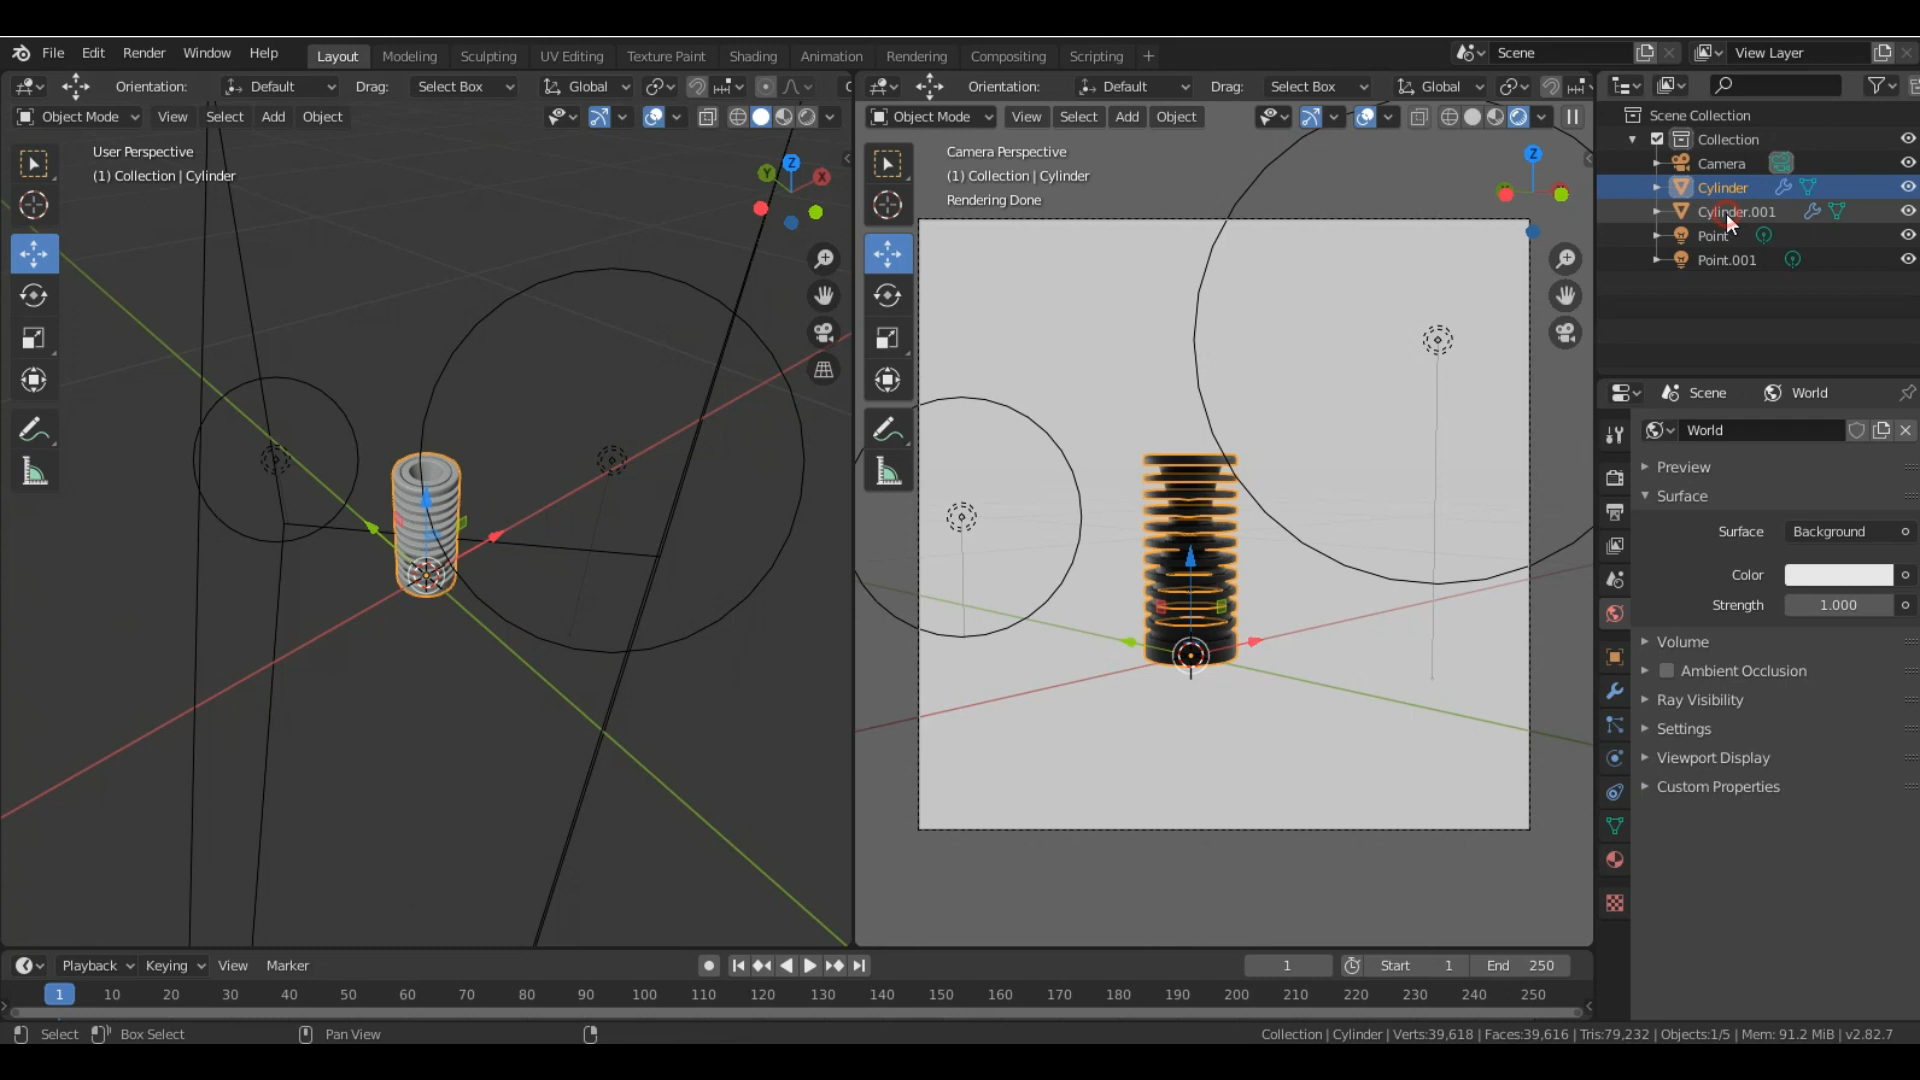 File Edit Render Window Help Layout Modeling Sculpting UV Editing Texture Paint Shading Animation Rendering Compositing Scripting + Scene View Layer
Orientation: Default Drag: Select Box Global Orientation: Default Drag: Select Box Global
Object Mode View Select Add Object Object Mode View Select Add Object
User Perspective
(1) Collection | Cylinder
Z
Y
X
Camera Perspective
(1) Collection | Cylinder
Rendering Done
Z
Scene Collection
Collection
Camera
Cylinder
Cylinder.001
Point
Point.001
Scene World
World
Preview
Surface
Surface Background
Color
Strength 1.000
Volume
Ambient Occlusion
Ray Visibility
Settings
Viewport Display
Custom Properties
Playback Keying View Marker 1 Start 1 End 250
1 10 20 30 40 50 60 70 80 90 100 110 120 130 140 150 160 170 180 190 200 210 220 230 240 250
Select Box Select Pan View Collection | Cylinder | Verts:39,618 | Faces:39,616 | Tris:79,232 | Objects:1/5 | Mem: 91.2 MiB | v2.82.7